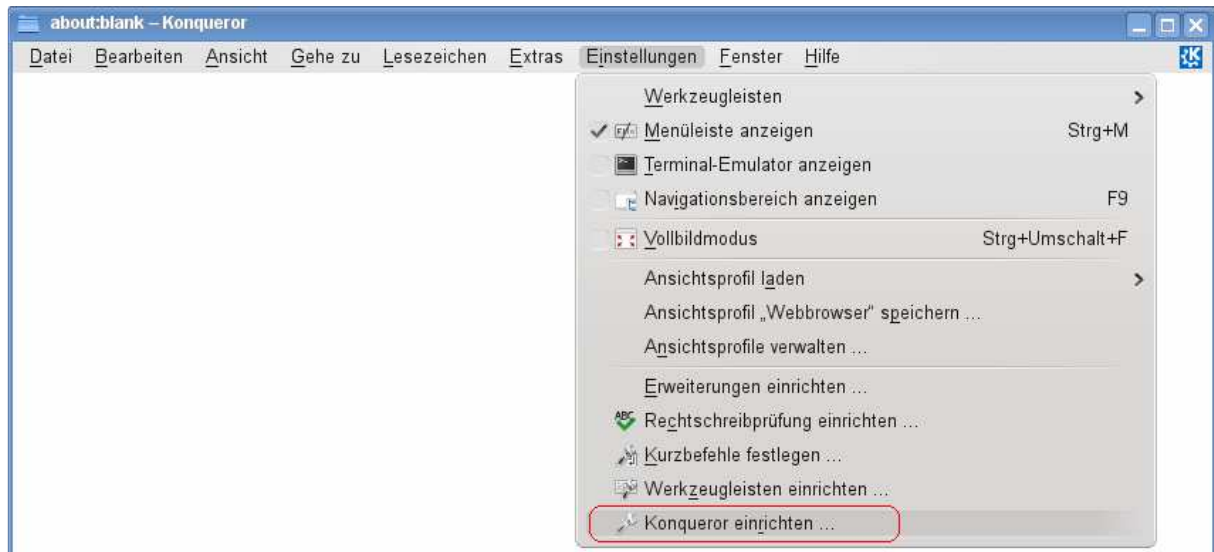 about:blank – Konqueror
Datei Bearbeiten Ansicht Gehe zu Lesezeichen Extras Einstellungen Fenster Hilfe
Werkzeugleisten
Menüleiste anzeigen Strg+M
Terminal-Emulator anzeigen
Navigationsbereich anzeigen F9
Vollbildmodus Strg+Umschalt+F
Ansichtsprofil laden
Ansichtsprofil „Webbrowser“ speichern ...
Ansichtsprofile verwalten ...
Erweiterungen einrichten ...
ABC Rechtschreibprüfung einrichten ...
Kurzbefehle festlegen ...
Werkzeugleisten einrichten ...
Konqueror einrichten ...